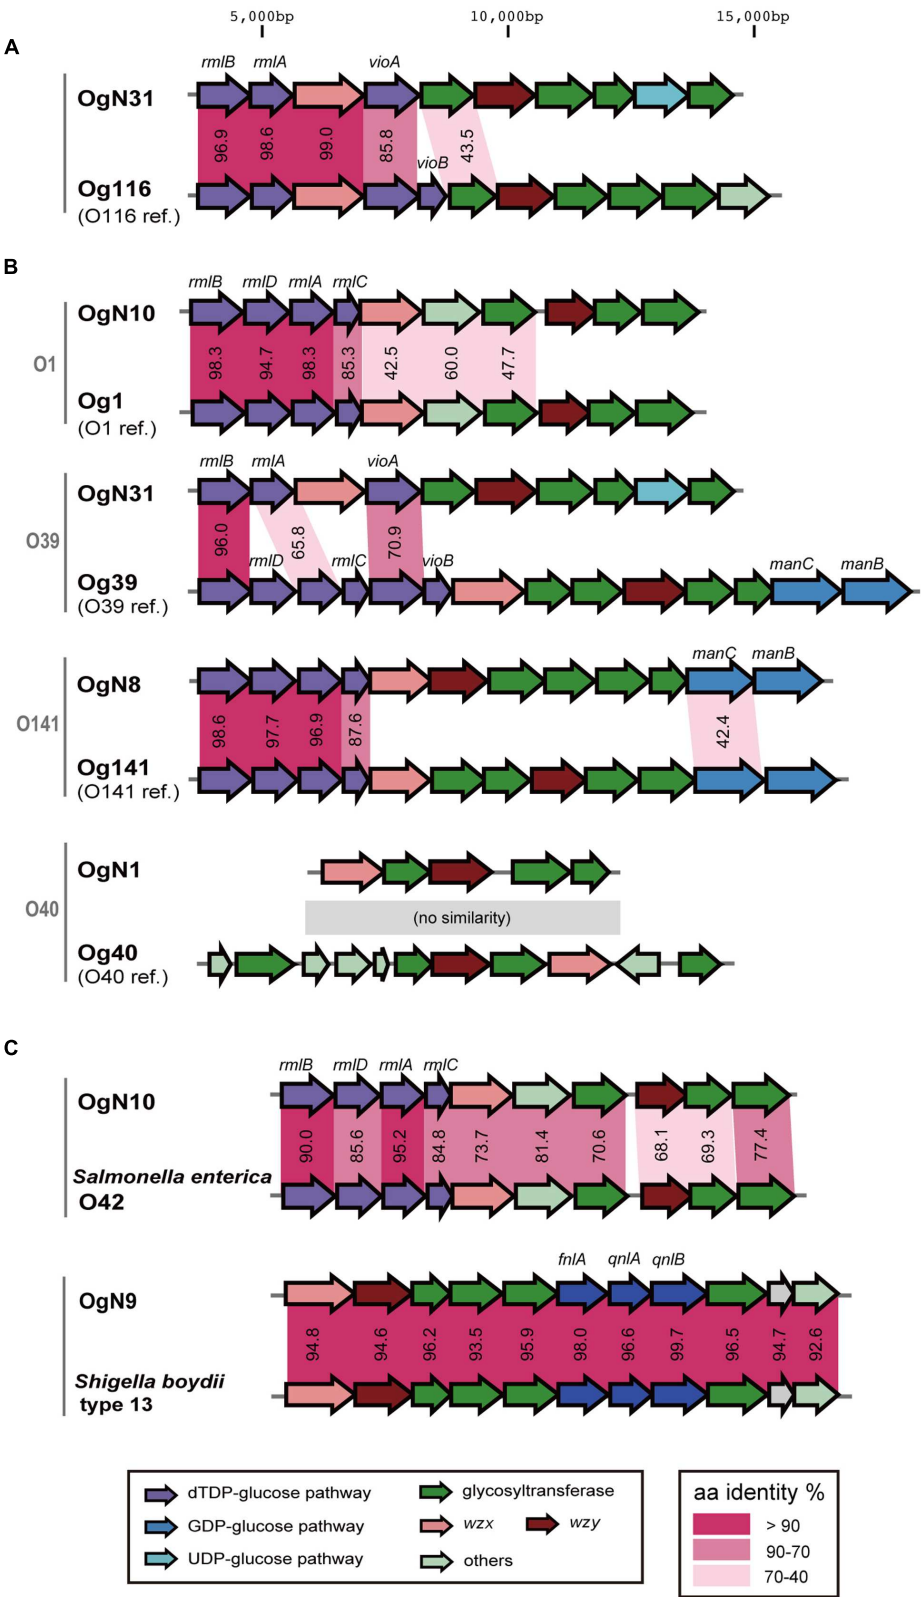 5,000bp 10,000bp 15,000bp
A
rmlB rmlA vioA
OgN31
96.9 98.6 99.0 85.8 43.5
vioB
Og116
(O116 ref.)
B
rmlB rmlD rmlA rmlC
OgN10
O1
98.3 94.7 98.3 85.3 42.5 60.0 47.7
Og1
(O1 ref.)
rmlB rmlA vioA
OgN31
O39
96.0 65.8 70.9
rmlD rmlC vioB manC manB
Og39
(O39 ref.)
manC manB
OgN8
O141
98.6 97.7 96.9 87.6 42.4
Og141
(O141 ref.)
OgN1
O40
(no similarity)
Og40
(O40 ref.)
C
rmlB rmlD rmlA rmlC
OgN10
90.0 85.6 95.2 84.8 73.7 81.4 70.6 68.1 69.3 77.4
Salmonella enterica
O42
fnlA qnlA qnlB
OgN9
94.8 94.6 96.2 93.5 95.9 98.0 96.6 99.7 96.5 94.7 92.6
Shigella boydii
type 13
dTDP-glucose pathway glycosyltransferase
GDP-glucose pathway wzx wzy
UDP-glucose pathway others
aa identity %
> 90
90-70
70-40